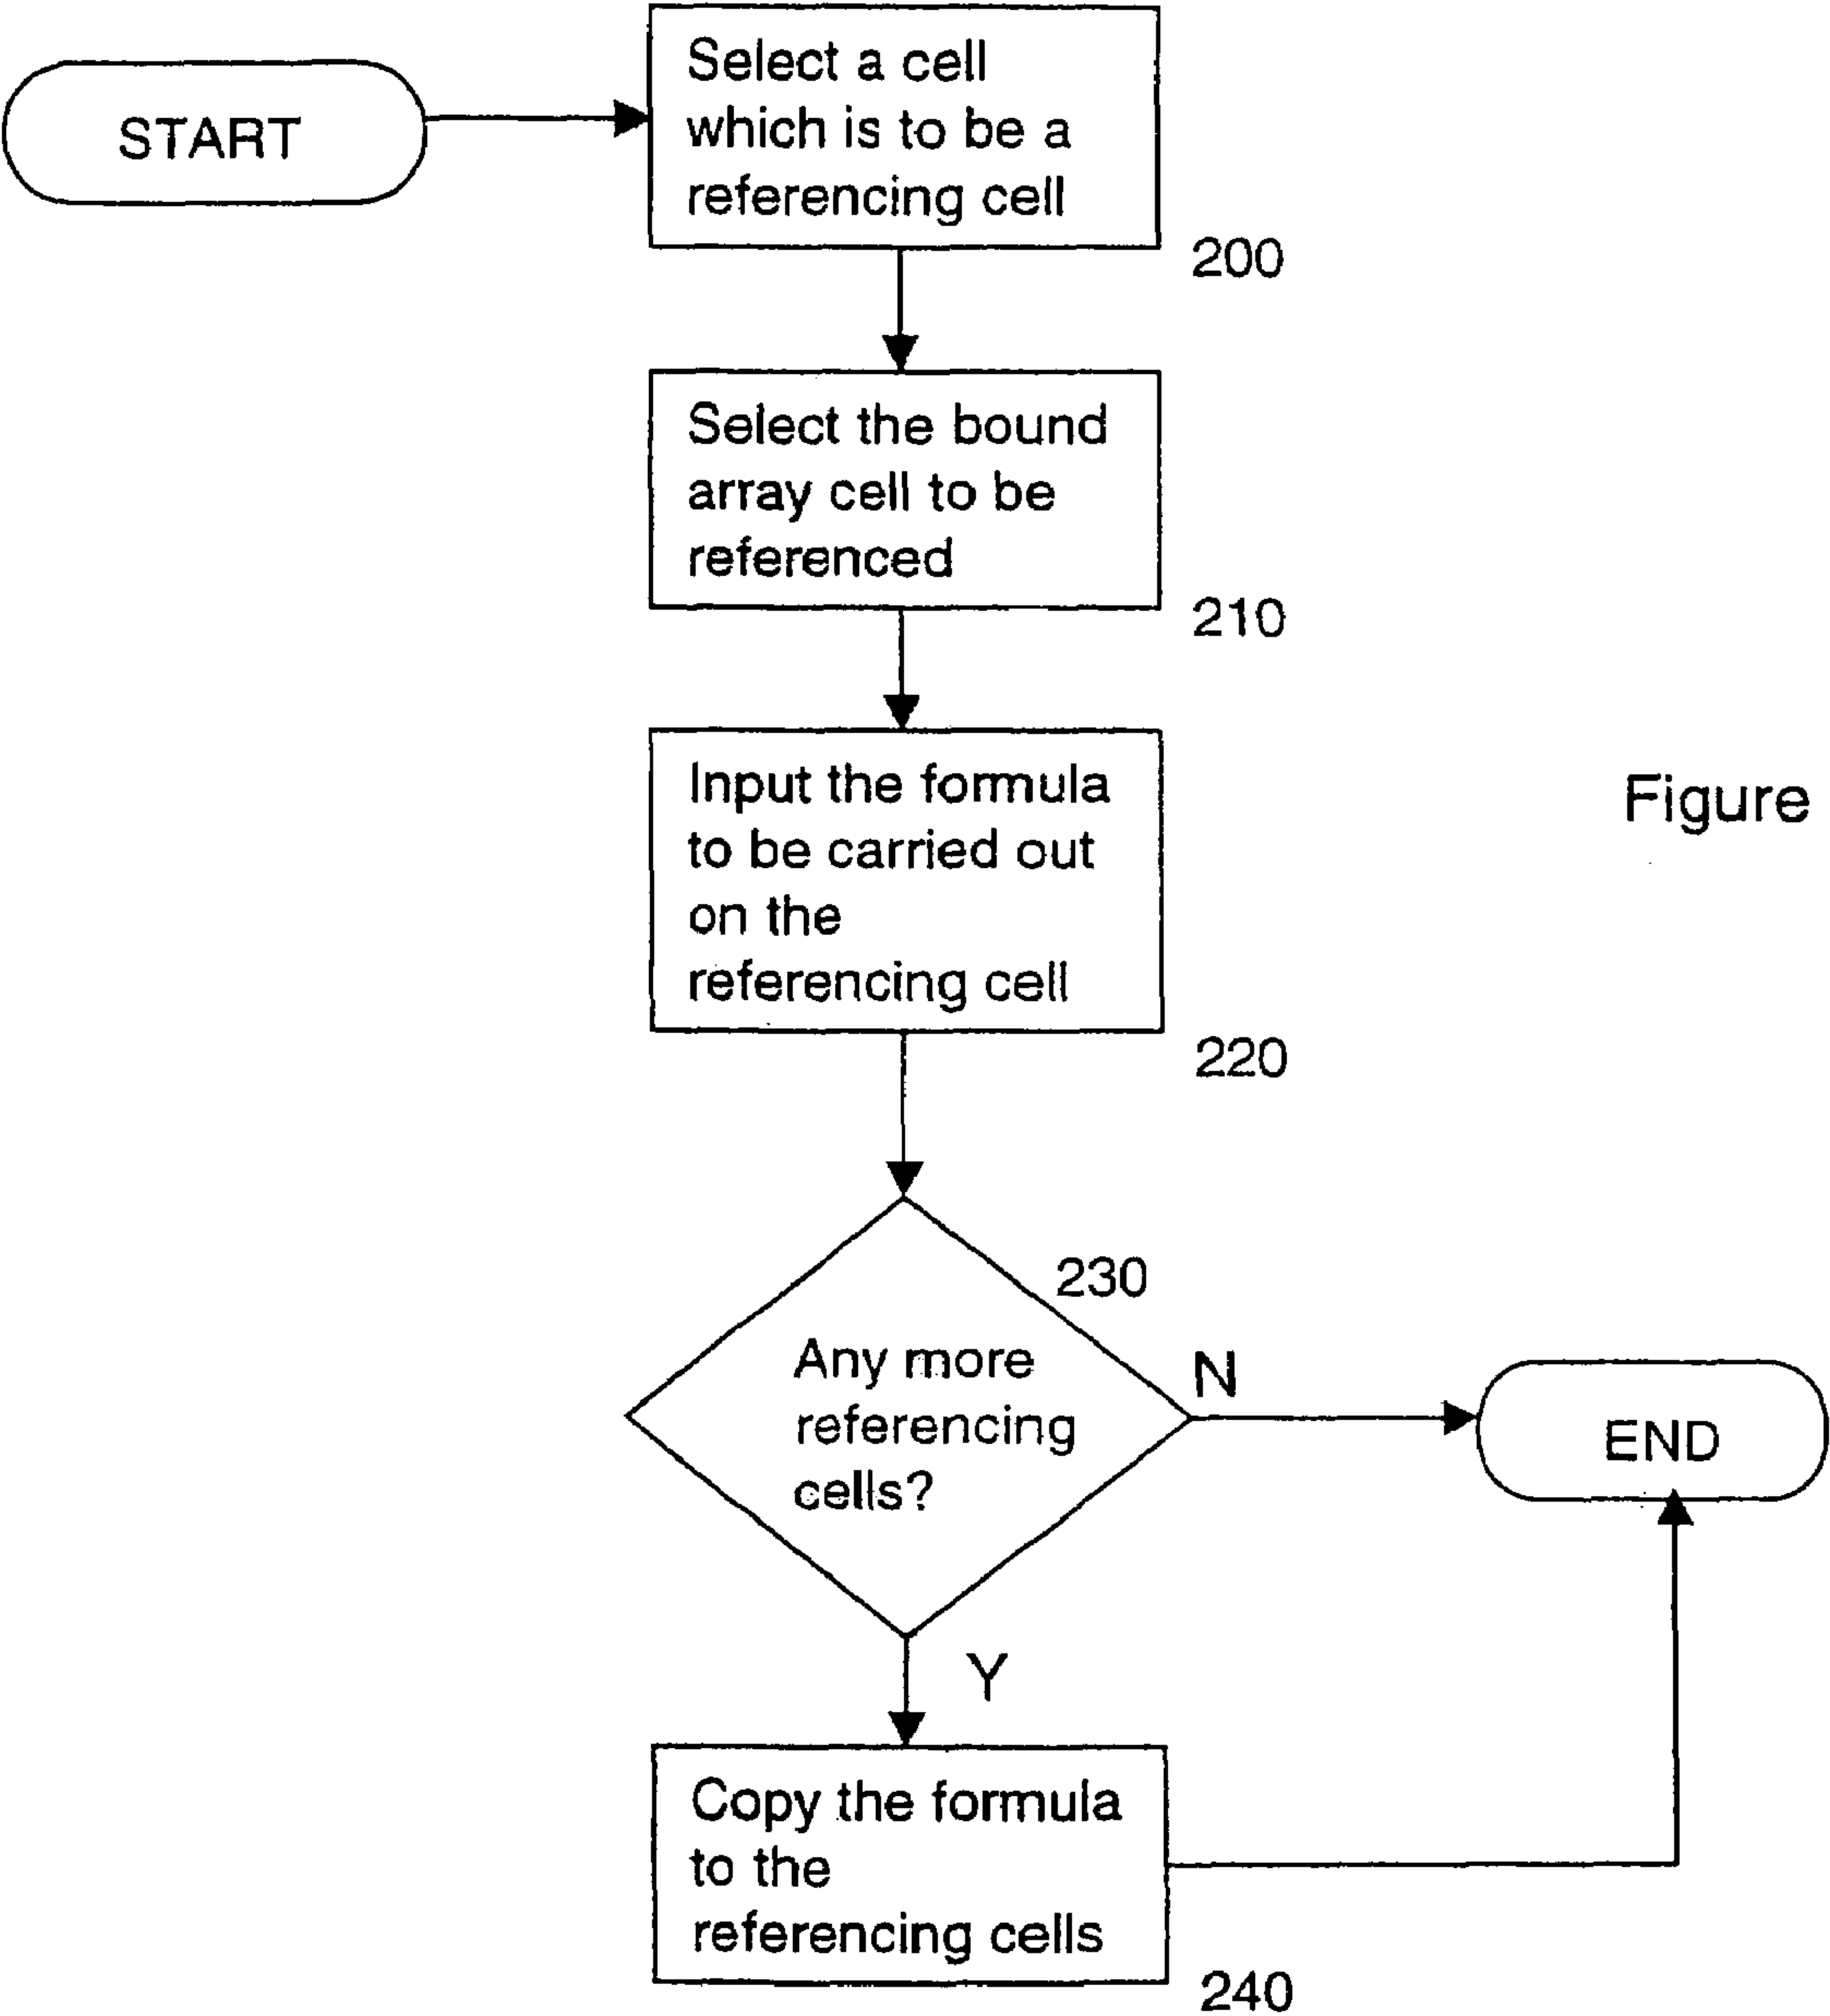 START
Select a cell
which is to be a
referencing cell
200
Select the bound
array cell to be
referenced
210
Input the formula
to be carried out
on the
referencing cell
220
Figure
230
Any more
referencing
cells?
N
END
Y
Copy the formula
to the
referencing cells
240